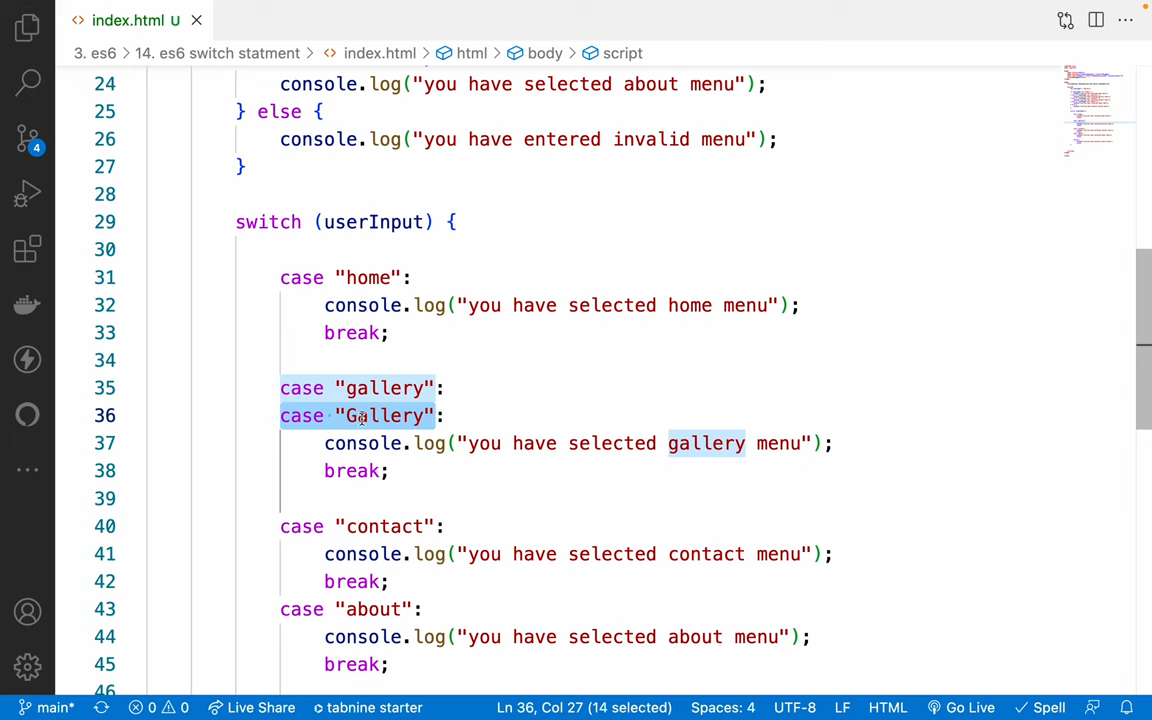 index.html U
3. es6 > 14. es6 switch statment > index.html > html > body > script
24 console.log("you have selected about menu");
25 } else {
26 console.log("you have entered invalid menu");
27 }
28
29 switch (userInput) {
30
31 case "home":
32 console.log("you have selected home menu");
33 break;
34
35 case "gallery":
36 case "Gallery":
37 console.log("you have selected gallery menu");
38 break;
39
40 case "contact":
41 console.log("you have selected contact menu");
42 break;
43 case "about":
44 console.log("you have selected about menu");
45 break;
46
4
main* 0 0 Live Share tabnine starter Ln 36, Col 27 (14 selected) Spaces: 4 UTF-8 LF HTML Go Live Spell